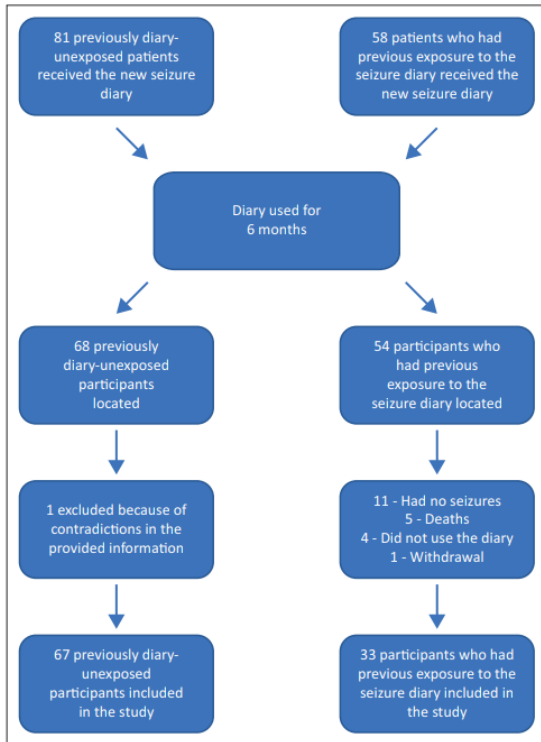 81 previously diary-
unexposed patients
received the new seizure
diary
58 patients who had
previous exposure to the
seizure diary received the
new seizure diary
Diary used for
6 months
68 previously
diary-unexposed
participants
located
54 participants who
had previous
exposure to the
seizure diary located
1 excluded because of
contradictions in the
provided information
11 - Had no seizures
5 - Deaths
4 - Did not use the diary
1 - Withdrawal
67 previously diary-
unexposed
participants included
in the study
33 participants who had
previous exposure to the
seizure diary included in
the study